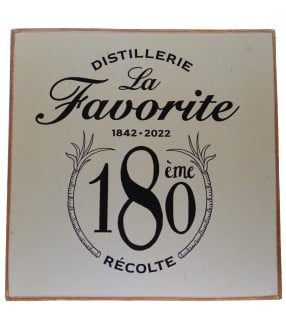 DISTILLERIE
La
Favorite
1842 • 2022
180ème
RÉCOLTE